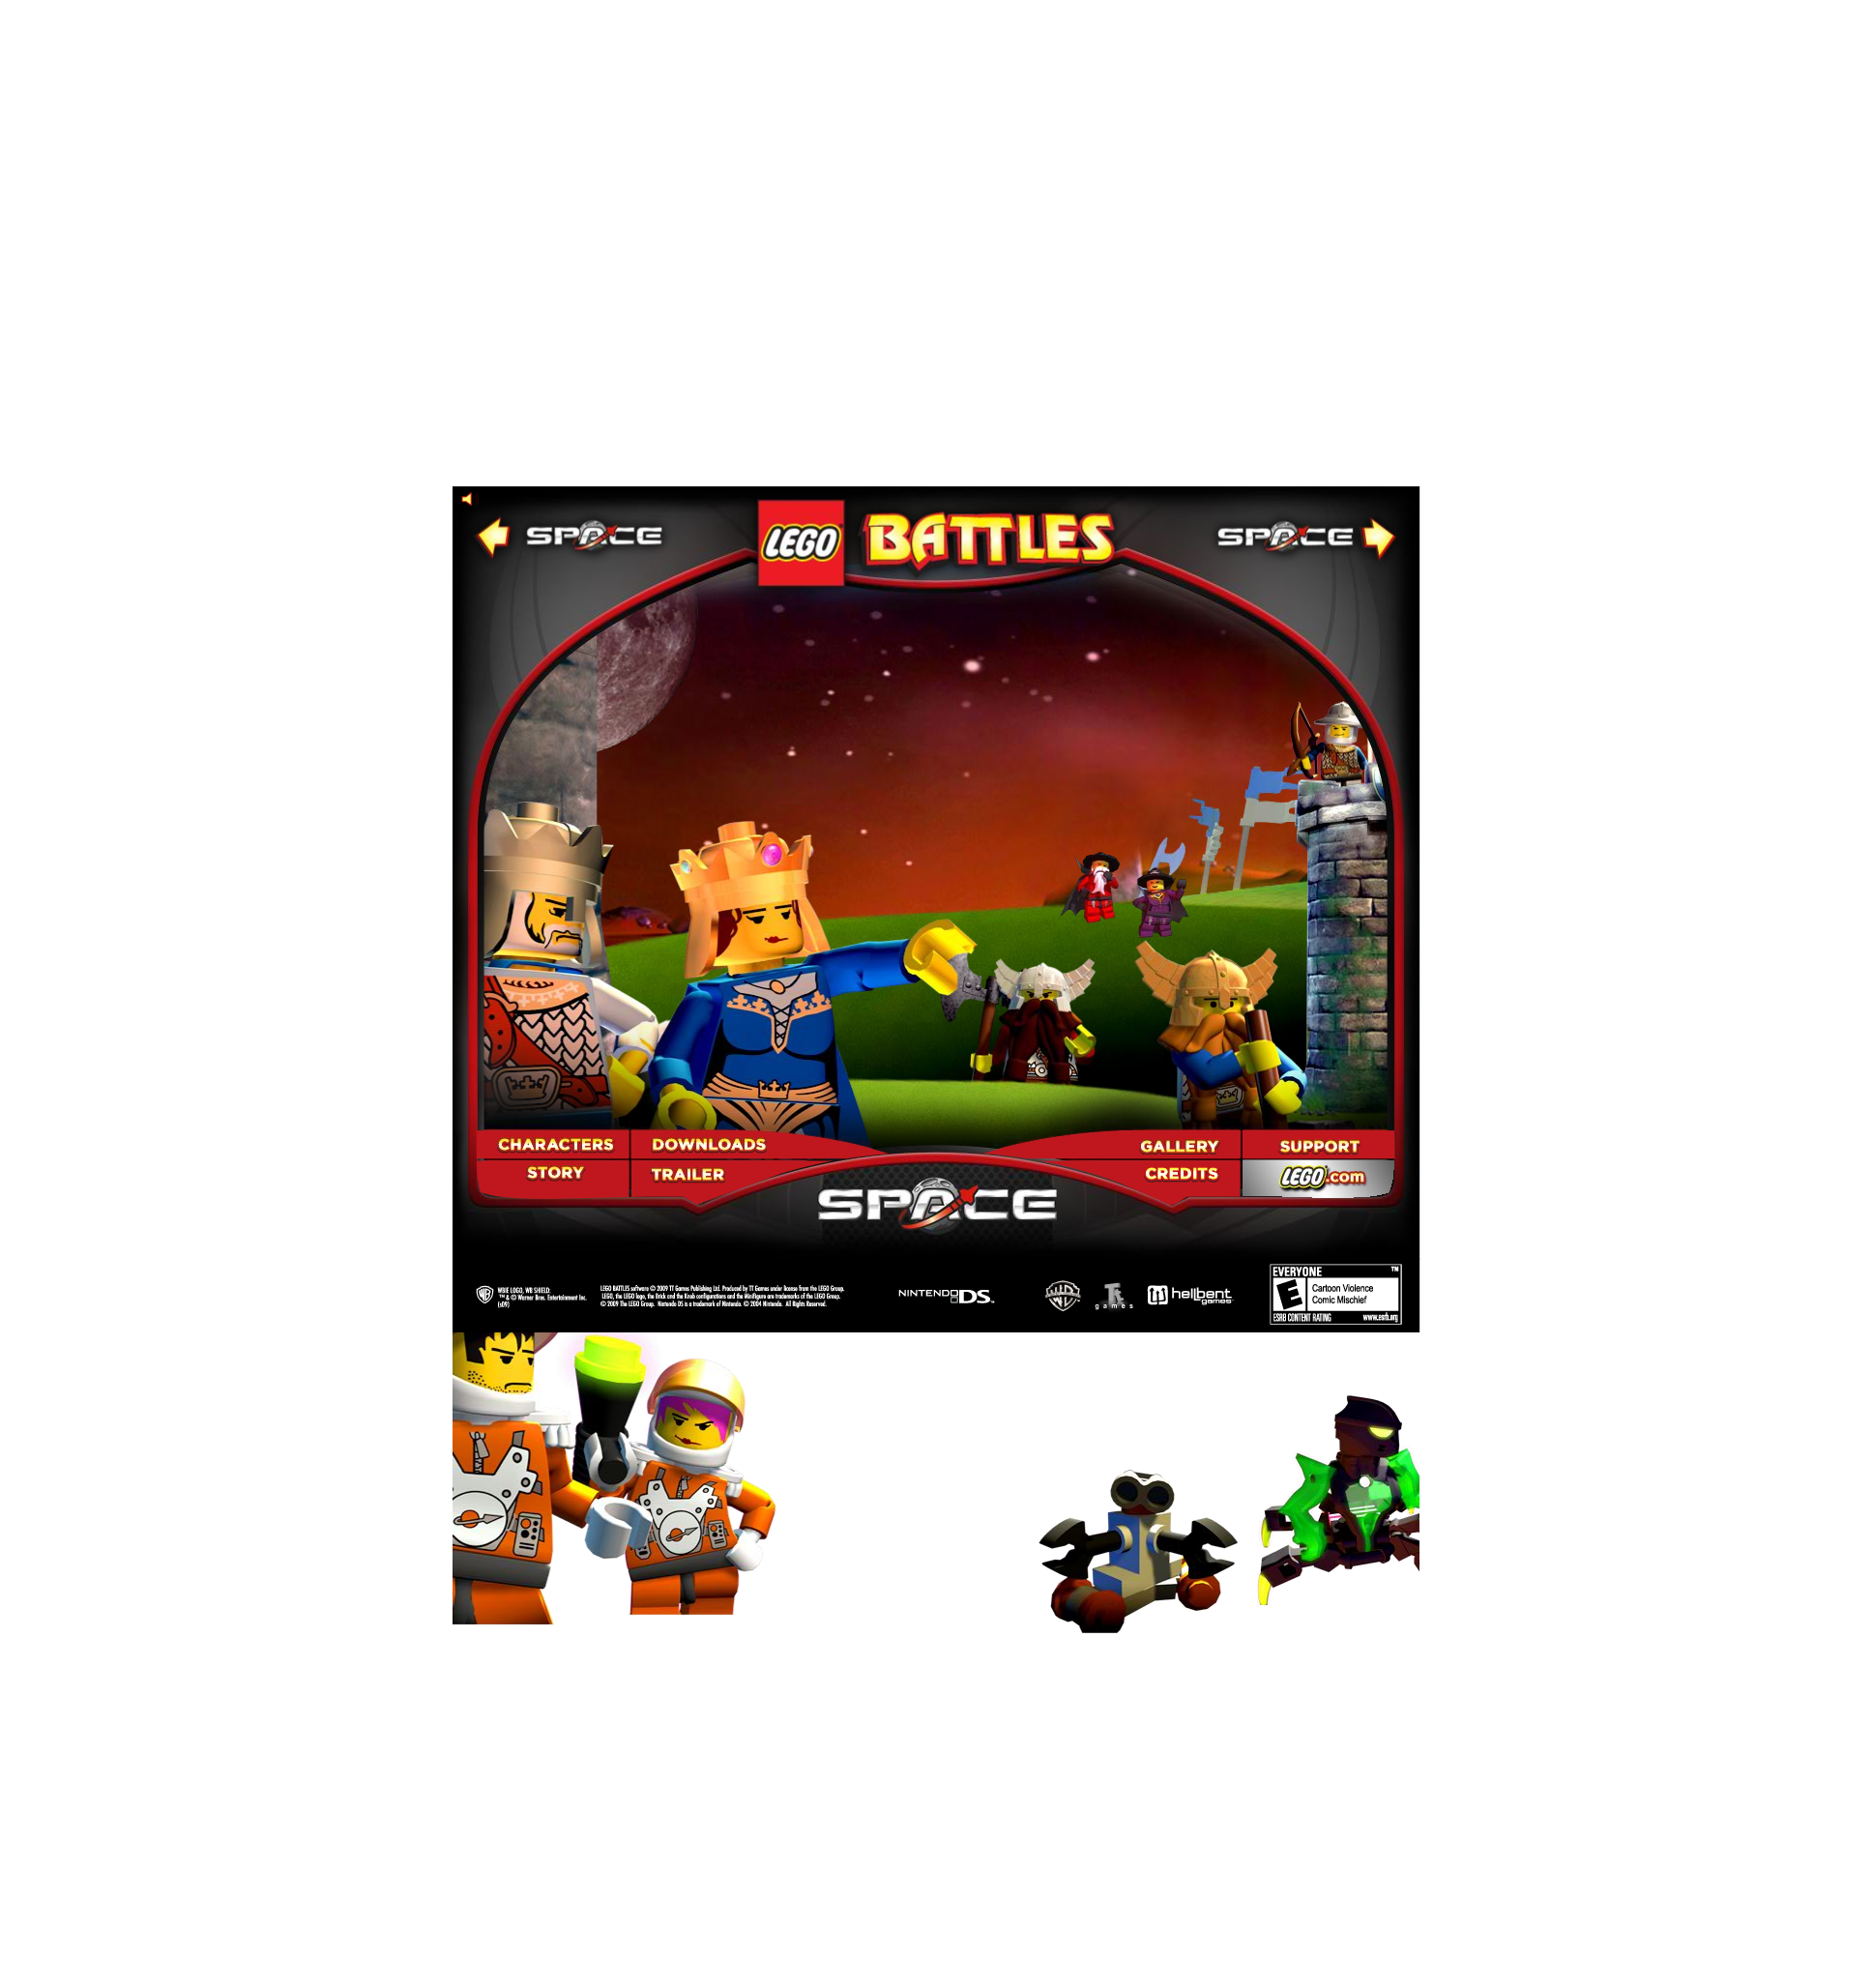 SPACE
LEGO
BATTLES
SPACE
CHARACTERS
DOWNLOADS
GALLERY
SUPPORT
STORY
TRAILER
CREDITS
LEGO.com
SPACE
WBIE LOGO, WB SHIELD:
™ & © Warner Bros. Entertainment Inc.
(s09)
LEGO BATTLES software © 2009 TT Games Publishing Ltd. Produced by TT Games under license from the LEGO Group.
LEGO, the LEGO logo, the Brick and the Knob configurations and the Minifigure are trademarks of the LEGO Group.
© 2009 The LEGO Group. Nintendo DS is a trademark of Nintendo. © 2004 Nintendo. All Rights Reserved.
NINTENDO DS™
games
hellbent
games
EVERYONE
™
E
Cartoon Violence
Comic Mischief
ESRB CONTENT RATING
www.esrb.org